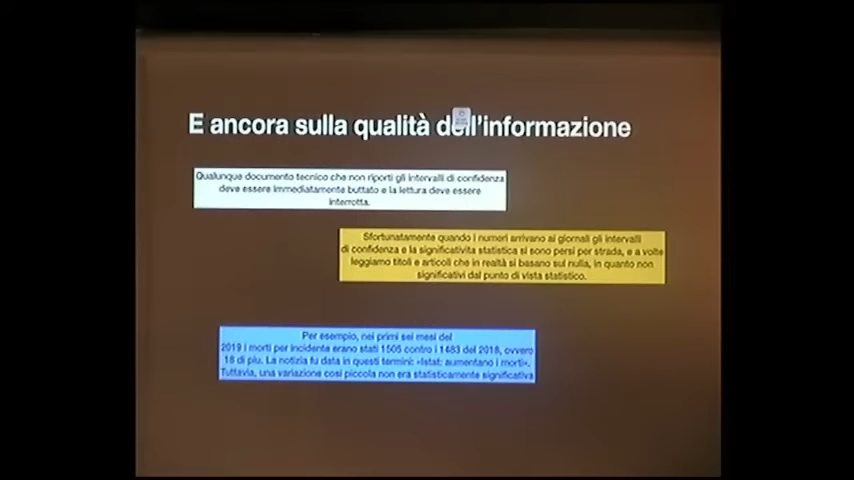 E ancora sulla qualità dell'informazione
Qualunque documento tecnico che non riporti gli intervalli di confidenza
deve essere immediatamente buttato e la lettura deve essere
interrotta.
Sfortunatamente quando i numeri arrivano ai giornali gli intervalli
di confidenza e la significatività statistica si sono persi per strada, e a volte
leggiamo titoli e articoli che in realtà si basano sul nulla, in quanto non
significativi dal punto di vista statistico.
Per esempio, nei primi sei mesi del
2019 i morti per incidente erano stati 1505 contro i 1483 del 2018, ovvero
18 di piu. La notizia fu data in questi termini: «Istat: aumentano i morti».
Tuttavia, una variazione così piccola non era statisticamente significativa